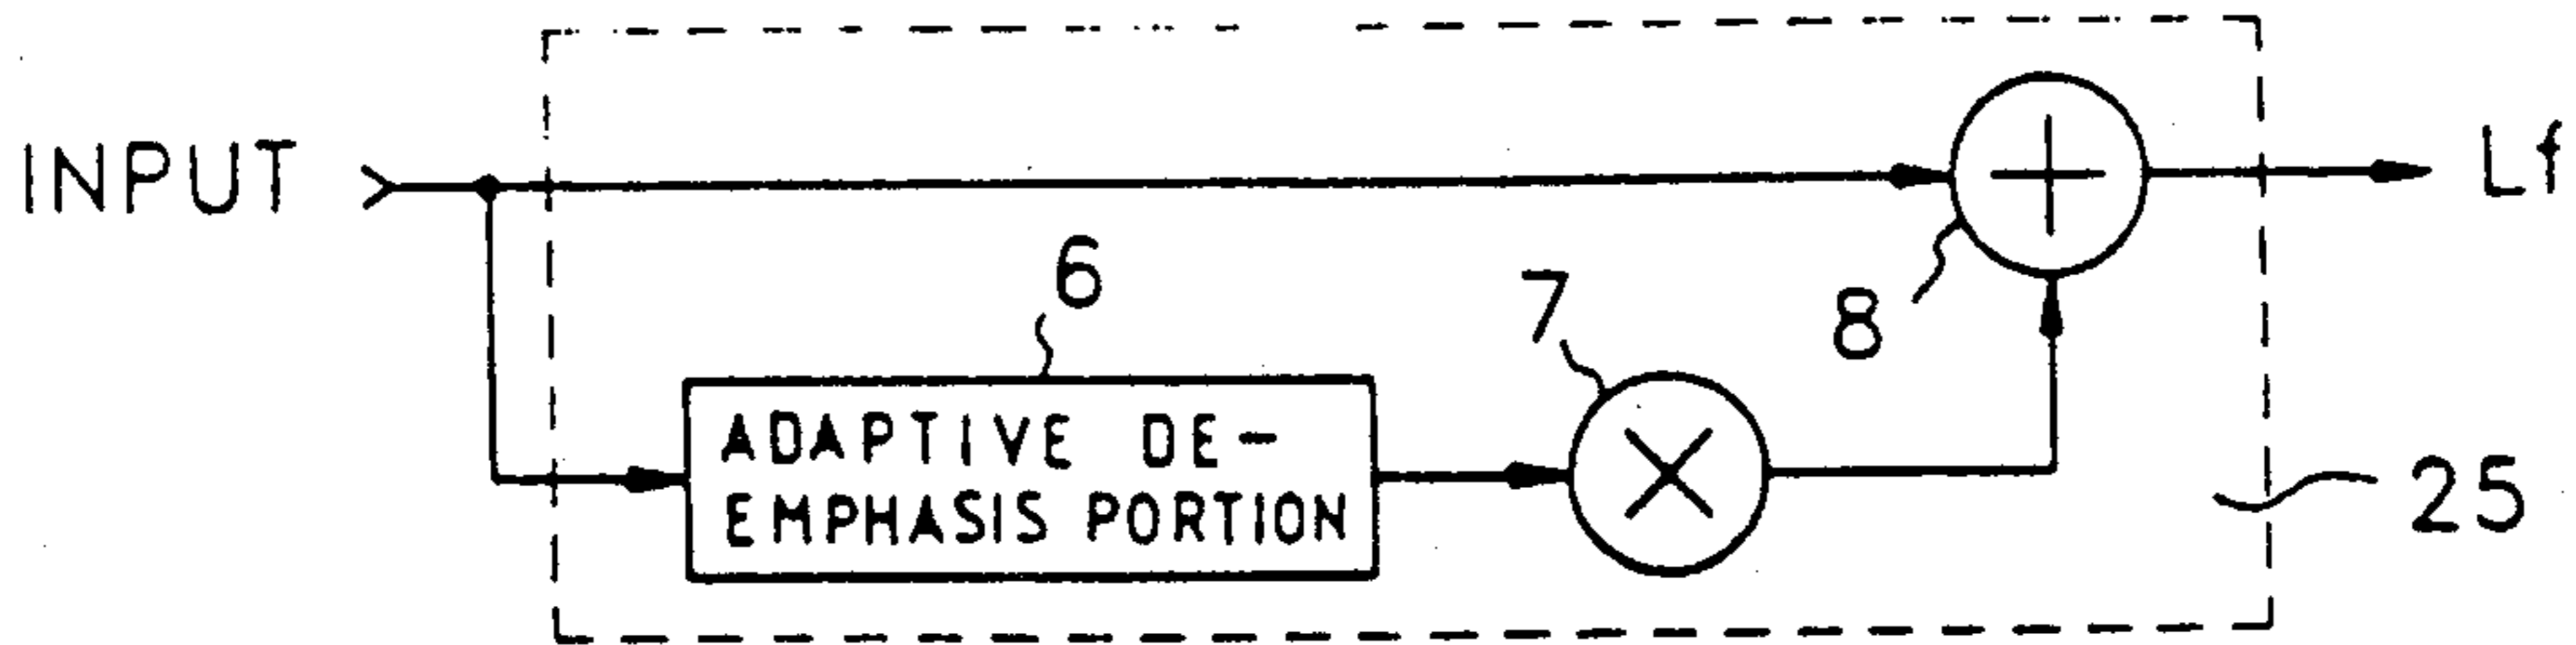 INPUT
Lf
6
7
8
ADAPTIVE DE-
EMPHASIS PORTION
25